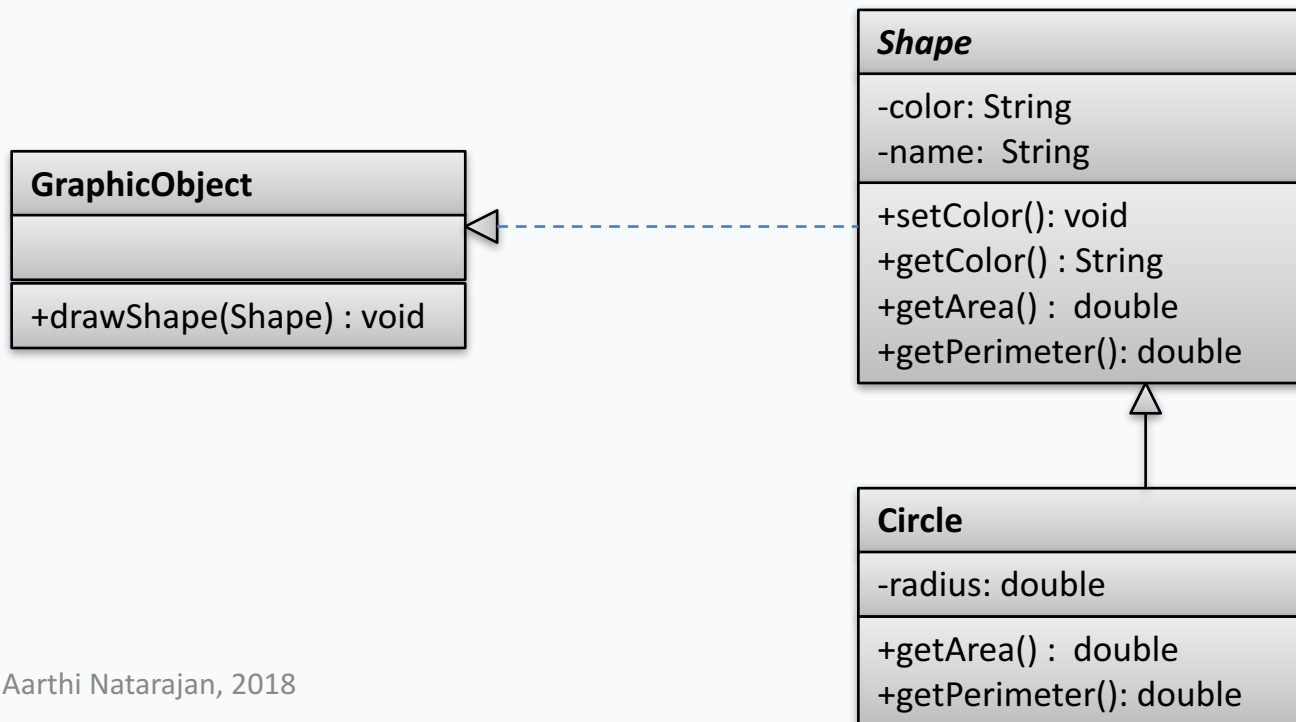 GraphicObject
+drawShape(Shape) : void
Shape
-color: String
-name: String
+setColor(): void
+getColor() : String
+getArea() : double
+getPerimeter(): double
Circle
-radius: double
+getArea() : double
+getPerimeter(): double
Aarthi Natarajan, 2018